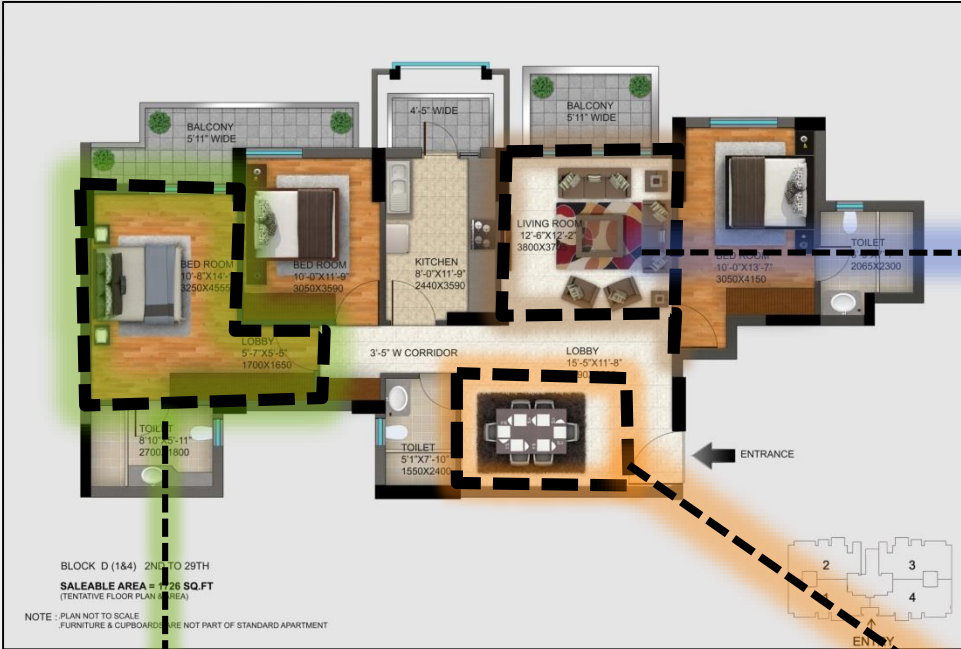 BALCONY
5'11" WIDE
4'-5" WIDE
BALCONY
5'11" WIDE
BED ROOM
10'-8"X14'-
3250X4555
BED ROOM
10'-0"X11'-9"
3050X3590
KITCHEN
8'-0"X11'-9"
2440X3590
LIVING ROOM
12'-6"X12'-2"
BED ROOM
10'-0"X13'-7"
3050X4150
TOILET
2065X2300
LOBBY
5'-7"X5'-5"
1700X1650
3'-5" W CORRIDOR
LOBBY
15'-5"X11'-8"
TOILET
8'10"X5'-11"
2700X1800
TOILET
5'1"X7'-10"
1550X2400
ENTRANCE
BLOCK D (1&4) 2ND TO 29TH
SALEABLE AREA = 1726 SQ.FT
(TENTATIVE FLOOR PLAN & AREA)
NOTE : .PLAN NOT TO SCALE
.FURNITURE & CUPBOARDS ARE NOT PART OF STANDARD APARTMENT
2 3
4
ENTRY